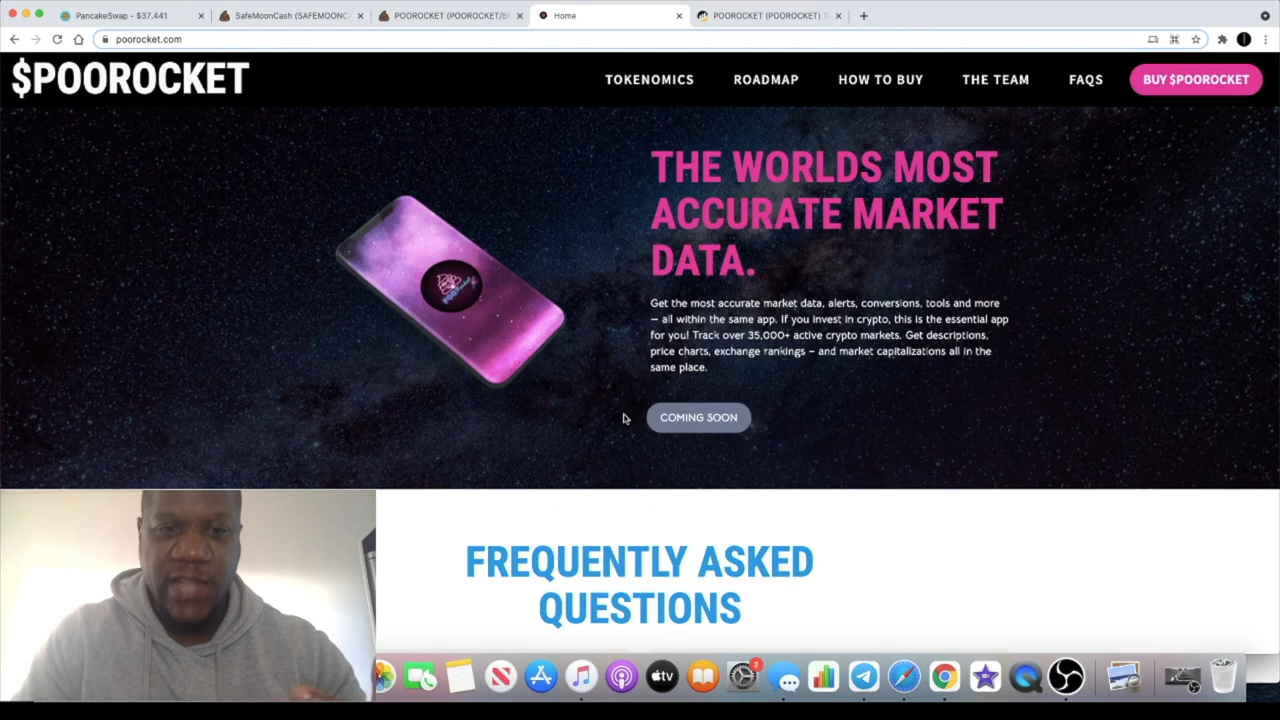 PancakeSwap - $37.441
SafeMoonCash (SAFEMOONC
POOROCKET (POOROCKET/B
Home
POOROCKET (POOROCKET) T
poorocket.com
$POOROCKET
TOKENOMICS
ROADMAP
HOW TO BUY
THE TEAM
FAQS
BUY $POOROCKET
THE WORLDS MOST
ACCURATE MARKET
DATA.
Get the most accurate market data, alerts, conversions, tools and more
– all within the same app. If you invest in crypto, this is the essential app
for you! Track over 35,000+ active crypto markets. Get descriptions,
price charts, exchange rankings – and market capitalizations all in the
same place.
COMING SOON
FREQUENTLY ASKED
QUESTIONS
tv
2